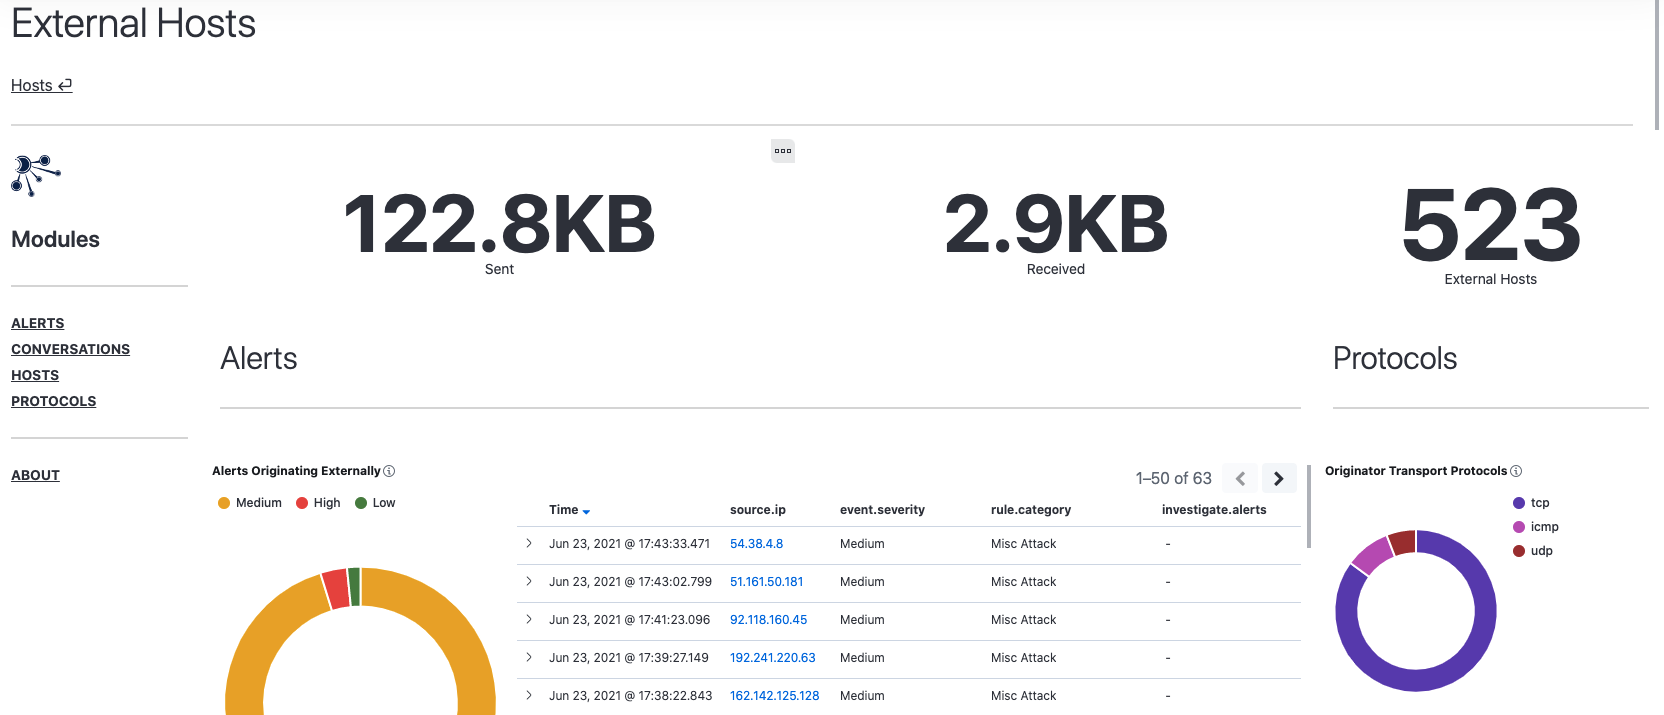 External Hosts
Hosts
Modules
ALERTS
CONVERSATIONS
HOSTS
PROTOCOLS
ABOUT
122.8KB
Sent
2.9KB
Received
523
External Hosts
Alerts
Alerts Originating Externally
Medium High Low
1–50 of 63
Time source.ip event.severity rule.category investigate.alerts
Jun 23, 2021 @ 17:43:33.471 54.38.4.8 Medium Misc Attack -
Jun 23, 2021 @ 17:43:02.799 51.161.50.181 Medium Misc Attack -
Jun 23, 2021 @ 17:41:23.096 92.118.160.45 Medium Misc Attack -
Jun 23, 2021 @ 17:39:27.149 192.241.220.63 Medium Misc Attack -
Jun 23, 2021 @ 17:38:22.843 162.142.125.128 Medium Misc Attack -
Protocols
Originator Transport Protocols
tcp
icmp
udp